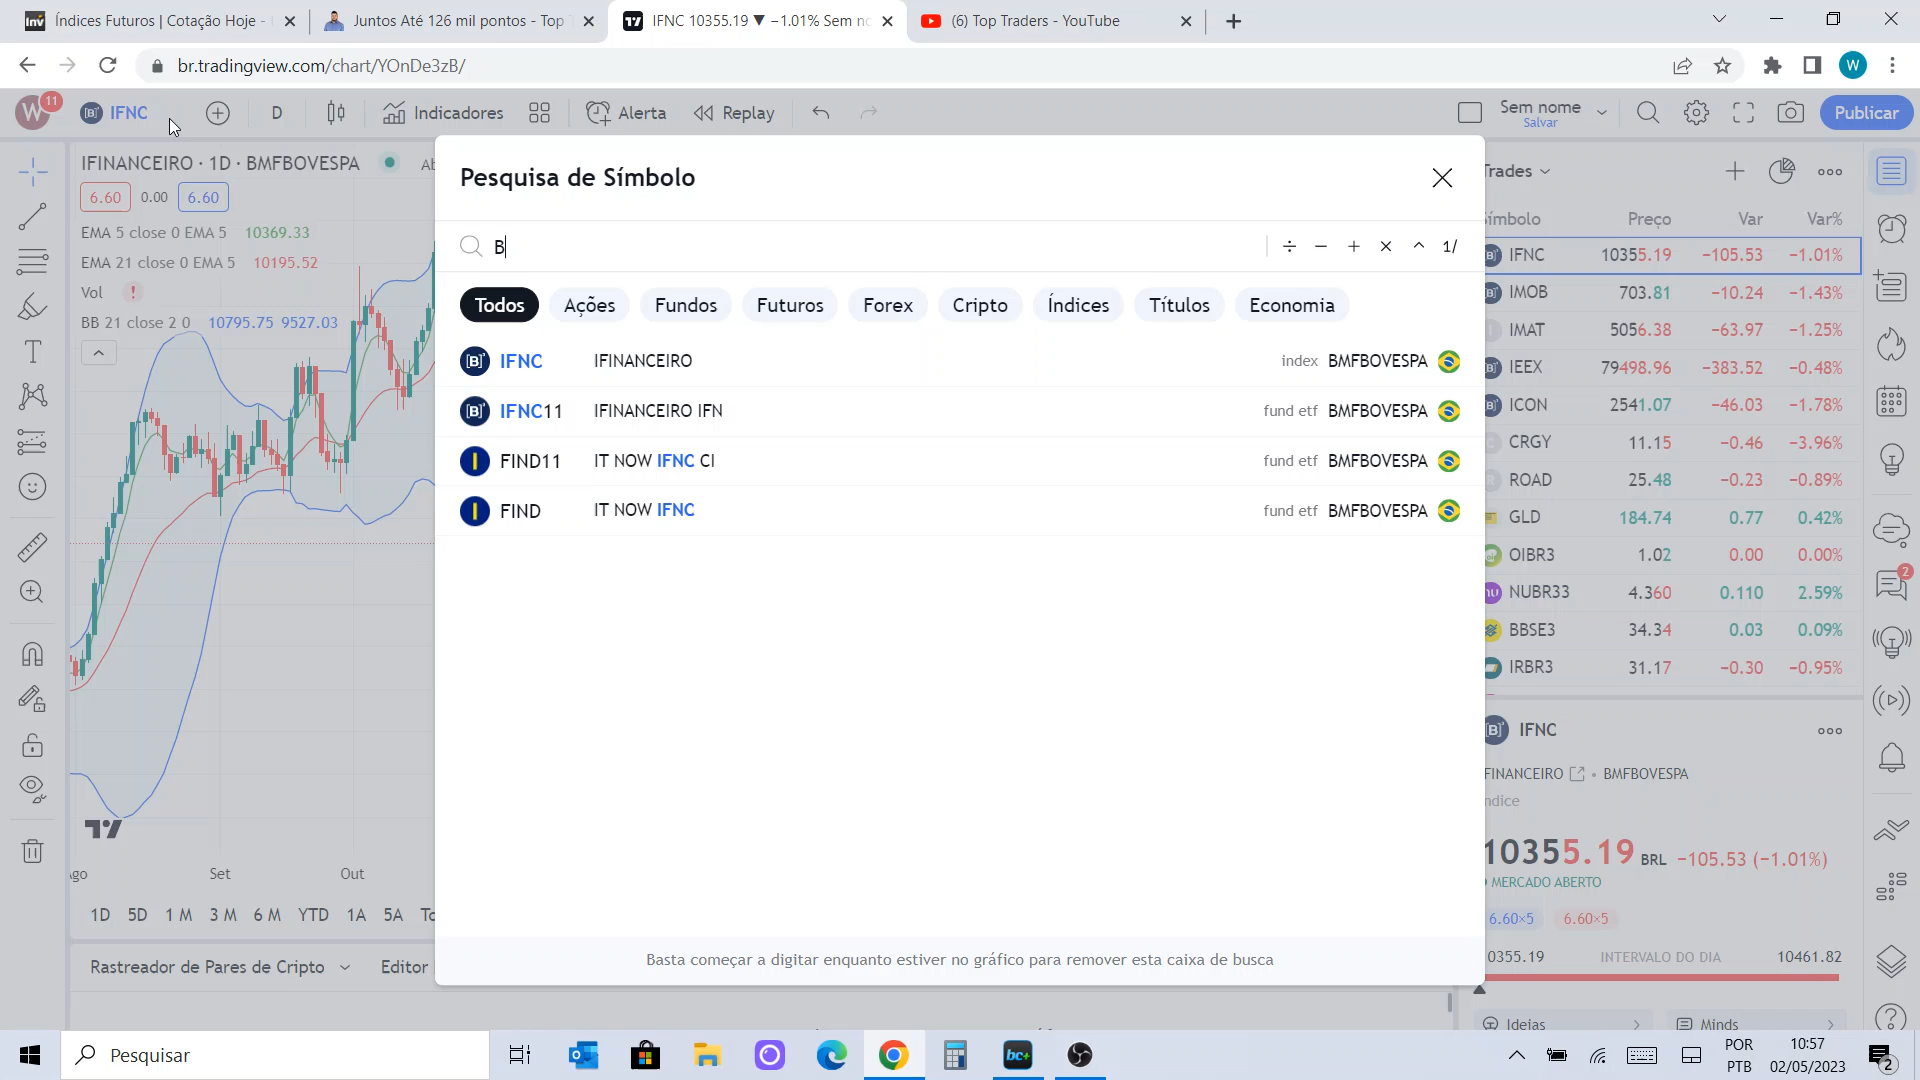 Índices Futuros | Cotação Hoje -
Juntos Até 126 mil pontos - Top T
IFNC 10355.19 ▼ −1.01% Sem no
(6) Top Traders - YouTube
br.tradingview.com/chart/YOnDe3zB/
W
W
11
IFNC
D
Indicadores
Alerta
Replay
Sem nome
Salvar
Publicar
IFINANCEIRO · 1D · BMFBOVESPA
Ab
6.60
0.00
6.60
EMA 5 close 0 EMA 5 10369.33
EMA 21 close 0 EMA 5 10195.52
Vol
BB 21 close 2 0 10795.75 9527.03
Ago
Set
Out
1D 5D 1 M 3 M 6 M YTD 1A 5A To
Rastreador de Pares de Cripto
Editor
Pesquisa de Símbolo
B
÷ − + × ^ 1/
Todos
Ações
Fundos
Futuros
Forex
Cripto
Índices
Títulos
Economia
IFNC IFINANCEIRO index BMFBOVESPA
IFNC11 IFINANCEIRO IFN fund etf BMFBOVESPA
FIND11 IT NOW IFNC CI fund etf BMFBOVESPA
FIND IT NOW IFNC fund etf BMFBOVESPA
Basta começar a digitar enquanto estiver no gráfico para remover esta caixa de busca
Trades
ímbolo Preço Var Var%
IFNC 10355.19 −105.53 −1.01%
IMOB 703.81 −10.24 −1.43%
IMAT 5056.38 −63.97 −1.25%
IEEX 79498.96 −383.52 −0.48%
ICON 2541.07 −46.03 −1.78%
CRGY 11.15 −0.46 −3.96%
ROAD 25.48 −0.23 −0.89%
GLD 184.74 0.77 0.42%
OIBR3 1.02 0.00 0.00%
NUBR33 4.360 0.110 2.59%
BBSE3 34.34 0.03 0.09%
IRBR3 31.17 −0.30 −0.95%
2
IFNC
FINANCEIRO • BMFBOVESPA
ndice
10355.19 BRL −105.53 (−1.01%)
MERCADO ABERTO
6.60×5
6.60×5
0355.19 INTERVALO DO DIA 10461.82
Ideias
Minds
Pesquisar
bc+
POR
PTB
10:57
02/05/2023
2